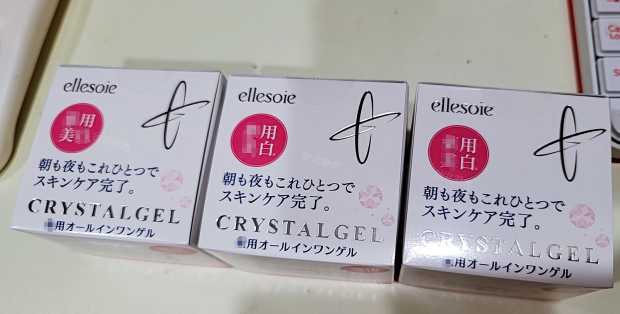 ellesoie
用
美
朝も夜もこれひとつで
スキンケア完了。
CRYSTALGEL
用オールインワンゲル
ellesoie
用
白
朝も夜もこれひとつで
スキンケア完了。
CRYSTALGEL
用オールインワンゲル
ellesoie
用
白
朝も夜もこれひとつで
スキンケア完了。
CRYSTALGEL
用オールインワンゲル